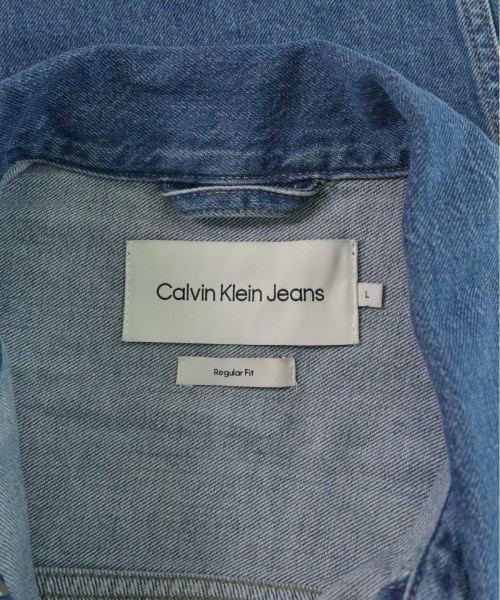 Calvin Klein Jeans
L
Regular Fit